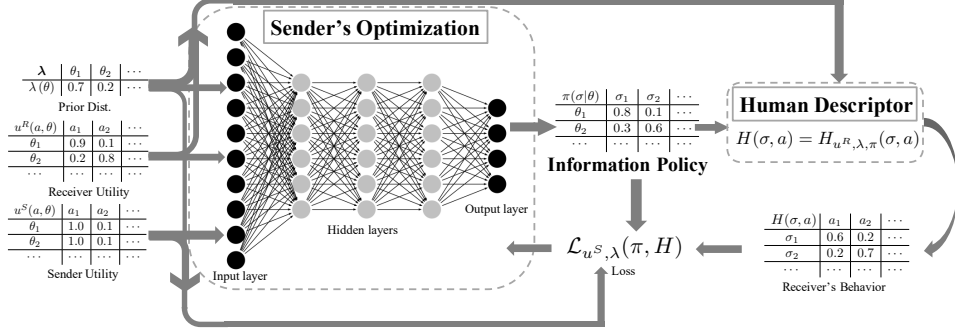 Sender's Optimization
λ θ₁ θ₂ ⋯
λ(θ) 0.7 0.2 ⋯
Prior Dist.
u^R(a,θ) a₁ a₂ ⋯
θ₁ 0.9 0.1 ⋯
θ₂ 0.2 0.8 ⋯
⋯ ⋯ ⋯ ⋯
Receiver Utility
u^S(a,θ) a₁ a₂ ⋯
θ₁ 1.0 0.1 ⋯
θ₂ 1.0 0.1 ⋯
⋯ ⋯ ⋯ ⋯
Sender Utility
Input layer
Hidden layers
Output layer
π(σ|θ) σ₁ σ₂ ⋯
θ₁ 0.8 0.1 ⋯
θ₂ 0.3 0.6 ⋯
⋯ ⋯ ⋯ ⋯
Information Policy
Human Descriptor
H(σ, a) = H_{u^R,λ,π}(σ, a)
H(σ,a) a₁ a₂ ⋯
σ₁ 0.6 0.2 ⋯
σ₂ 0.2 0.7 ⋯
⋯ ⋯ ⋯ ⋯
Receiver's Behavior
ℒ_{u^S,λ}(π, H)
Loss